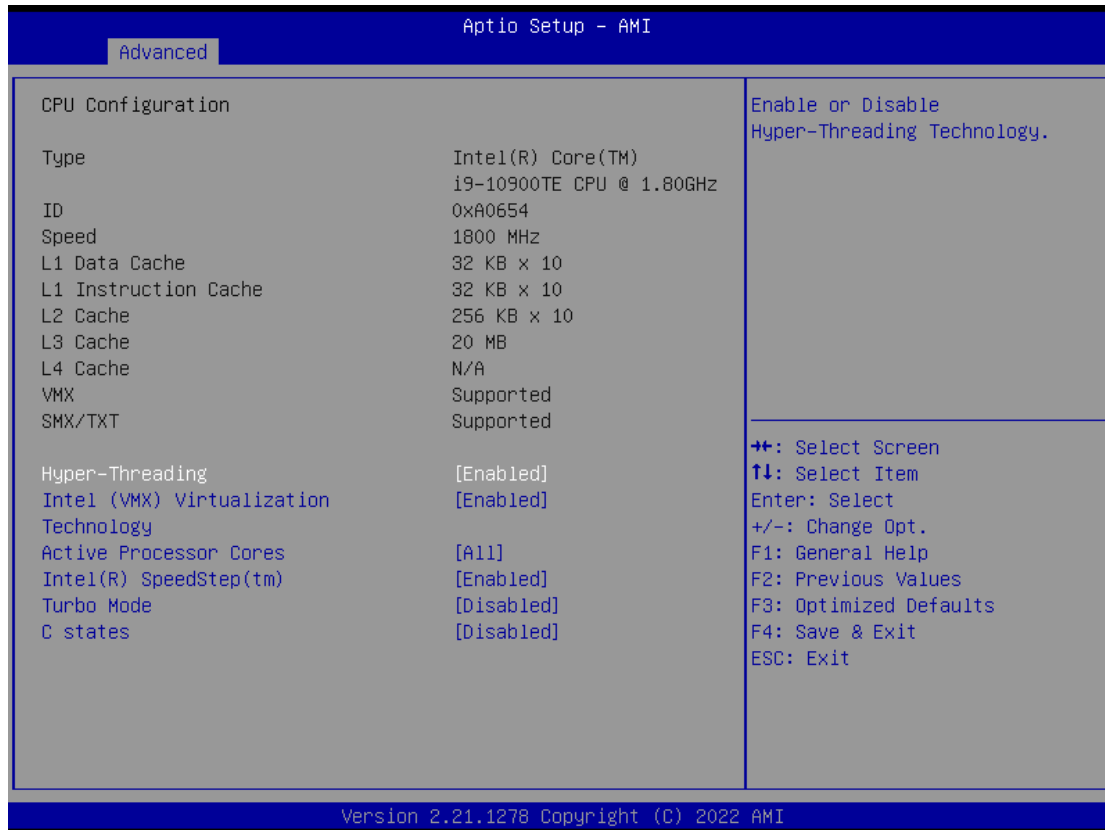 Aptio Setup – AMI
Advanced
CPU Configuration
Type Intel(R) Core(TM)
i9-10900TE CPU @ 1.80GHz
ID 0xA0654
Speed 1800 MHz
L1 Data Cache 32 KB x 10
L1 Instruction Cache 32 KB x 10
L2 Cache 256 KB x 10
L3 Cache 20 MB
L4 Cache N/A
VMX Supported
SMX/TXT Supported
Hyper-Threading [Enabled]
Intel (VMX) Virtualization [Enabled]
Technology
Active Processor Cores [All]
Intel(R) SpeedStep(tm) [Enabled]
Turbo Mode [Disabled]
C states [Disabled]
Enable or Disable
Hyper-Threading Technology.
→←: Select Screen
↑↓: Select Item
Enter: Select
+/-: Change Opt.
F1: General Help
F2: Previous Values
F3: Optimized Defaults
F4: Save & Exit
ESC: Exit
Version 2.21.1278 Copyright (C) 2022 AMI